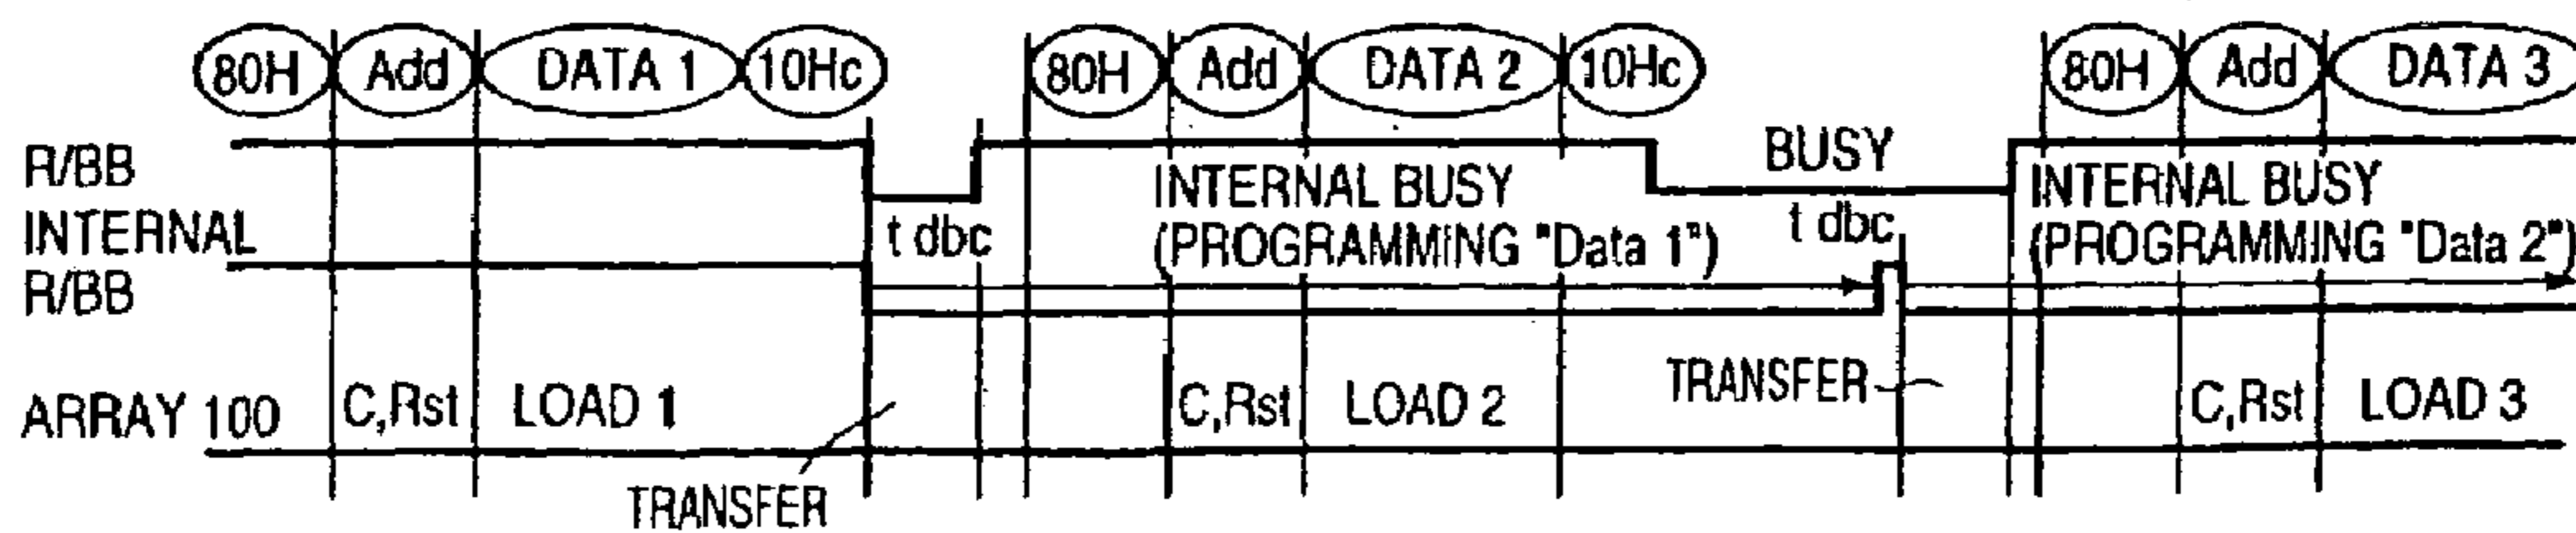 80H Add DATA 1 10Hc 80H Add DATA 2 10Hc 80H Add DATA 3
R/BB
BUSY
INTERNAL BUSY
(PROGRAMMING "Data 1")
INTERNAL BUSY
(PROGRAMMING "Data 2")
INTERNAL
R/BB
t dbc
t dbc
ARRAY 100 C,Rst LOAD 1 C,Rst LOAD 2 TRANSFER C,Rst LOAD 3
TRANSFER